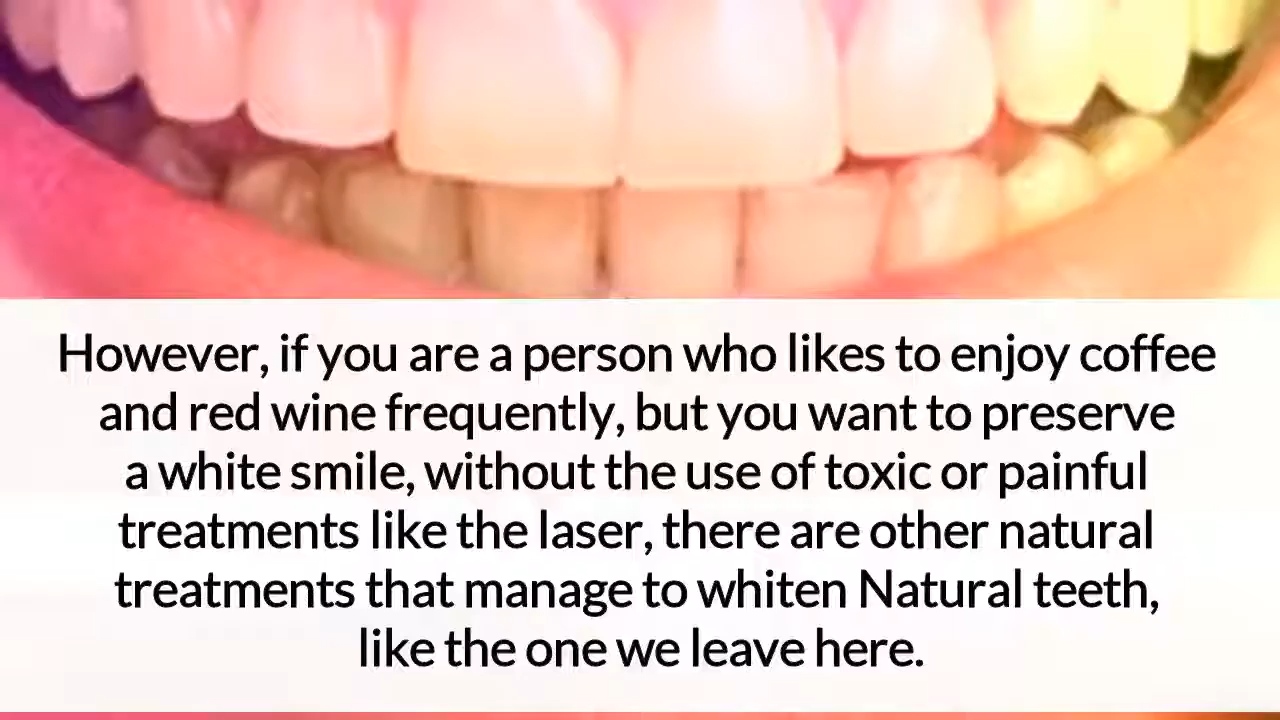 However, if you are a person who likes to enjoy coffee
and red wine frequently, but you want to preserve
a white smile, without the use of toxic or painful
treatments like the laser, there are other natural
treatments that manage to whiten Natural teeth,
like the one we leave here.